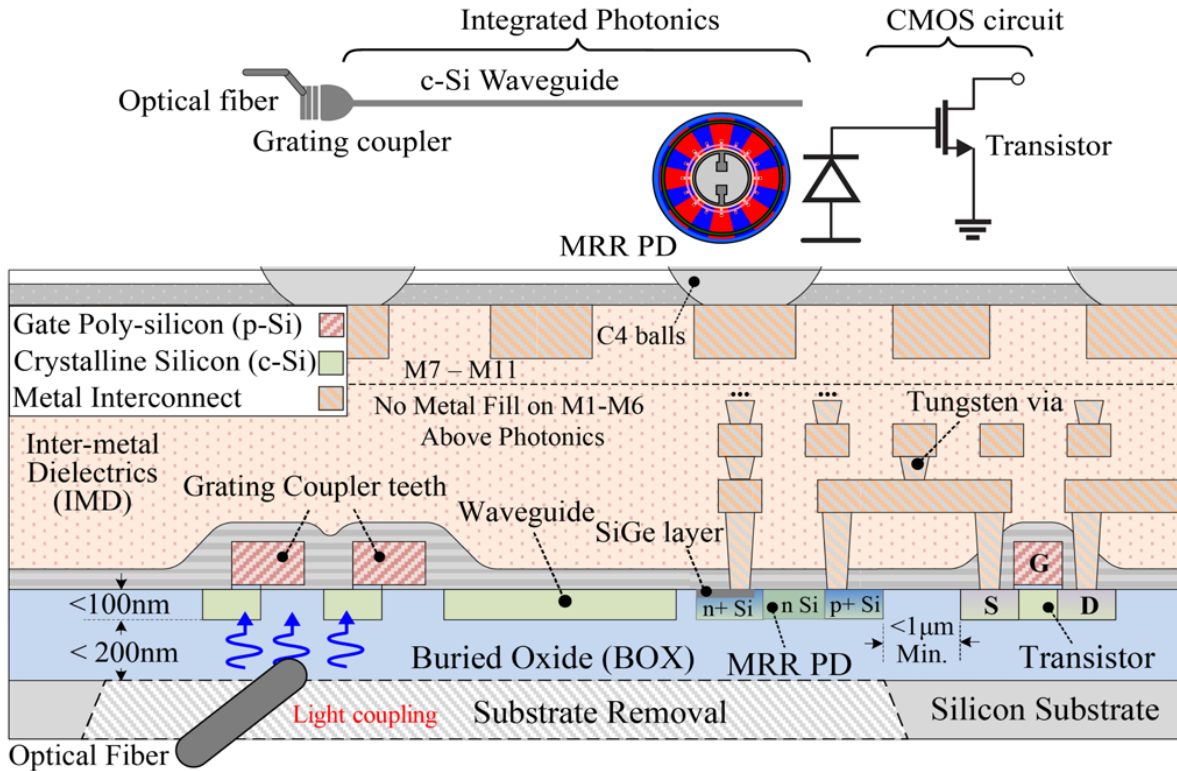 Integrated Photonics
CMOS circuit
c-Si Waveguide
Optical fiber
Grating coupler
Transistor
MRR PD
Gate Poly-silicon (p-Si)
Crystalline Silicon (c-Si)
Metal Interconnect
C4 balls
M7 – M11
No Metal Fill on M1-M6
Above Photonics
Tungsten via
Inter-metal
Dielectrics
(IMD)
Grating Coupler teeth
Waveguide
SiGe layer
G
<100nm
n+ Si
n Si
p+ Si
S
D
< 200nm
<1μm
Min.
Buried Oxide (BOX)
MRR PD
Transistor
Light coupling
Substrate Removal
Silicon Substrate
Optical Fiber